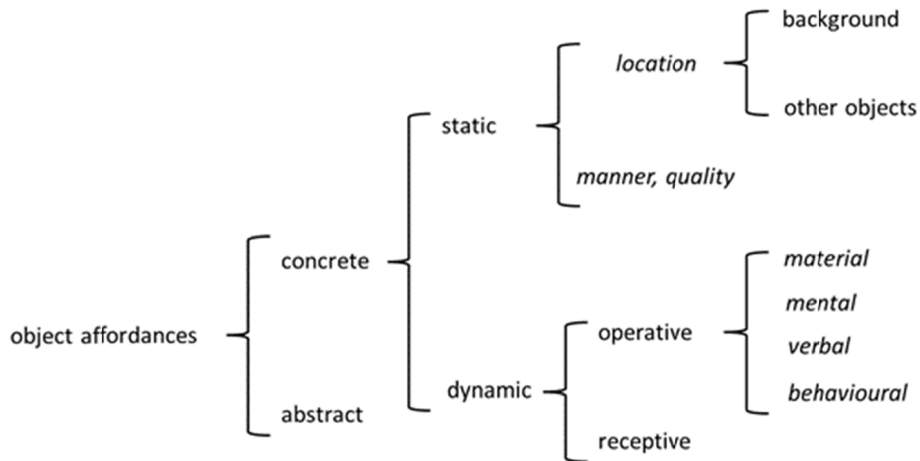 background
location
other objects
static
manner, quality
concrete
material
mental
operative
object affordances
verbal
dynamic
behavioural
abstract
receptive